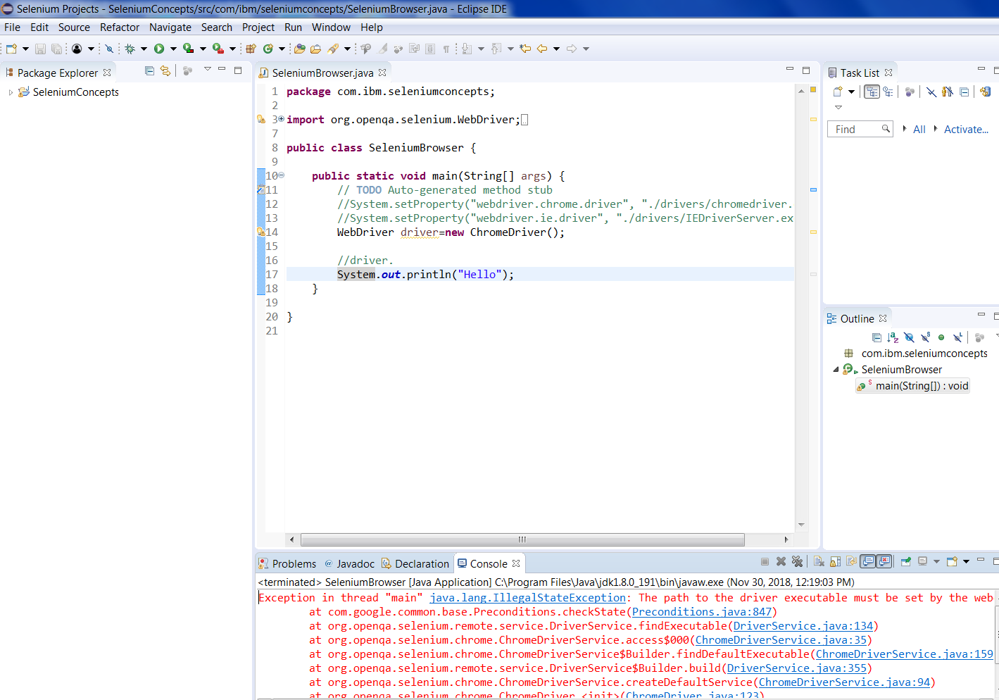 Selenium Projects - SeleniumConcepts/src/com/ibm/seleniumconcepts/SeleniumBrowser.java - Eclipse IDE
File Edit Source Refactor Navigate Search Project Run Window Help
Package Explorer
SeleniumConcepts
SeleniumBrowser.java
1 package com.ibm.seleniumconcepts;
2
3 import org.openqa.selenium.WebDriver;
7
8 public class SeleniumBrowser {
9
10 public static void main(String[] args) {
11 // TODO Auto-generated method stub
12 //System.setProperty("webdriver.chrome.driver", "./drivers/chromedriver.
13 //System.setProperty("webdriver.ie.driver", "./drivers/IEDriverServer.ex
14 WebDriver driver=new ChromeDriver();
15
16 //driver.
17 System.out.println("Hello");
18 }
19
20 }
21
Task List
Find All Activate...
Outline
com.ibm.seleniumconcepts
SeleniumBrowser
main(String[]) : void
Problems Javadoc Declaration Console
<terminated> SeleniumBrowser [Java Application] C:\Program Files\Java\jdk1.8.0_191\bin\javaw.exe (Nov 30, 2018, 12:19:03 PM)
Exception in thread "main" java.lang.IllegalStateException: The path to the driver executable must be set by the web
at com.google.common.base.Preconditions.checkState(Preconditions.java:847)
at org.openqa.selenium.remote.service.DriverService.findExecutable(DriverService.java:134)
at org.openqa.selenium.chrome.ChromeDriverService.access$000(ChromeDriverService.java:35)
at org.openqa.selenium.chrome.ChromeDriverService$Builder.findDefaultExecutable(ChromeDriverService.java:159
at org.openqa.selenium.remote.service.DriverService$Builder.build(DriverService.java:355)
at org.openqa.selenium.chrome.ChromeDriverService.createDefaultService(ChromeDriverService.java:94)
at org.openqa.selenium.chrome.ChromeDriver.<init>(ChromeDriver.java:123)